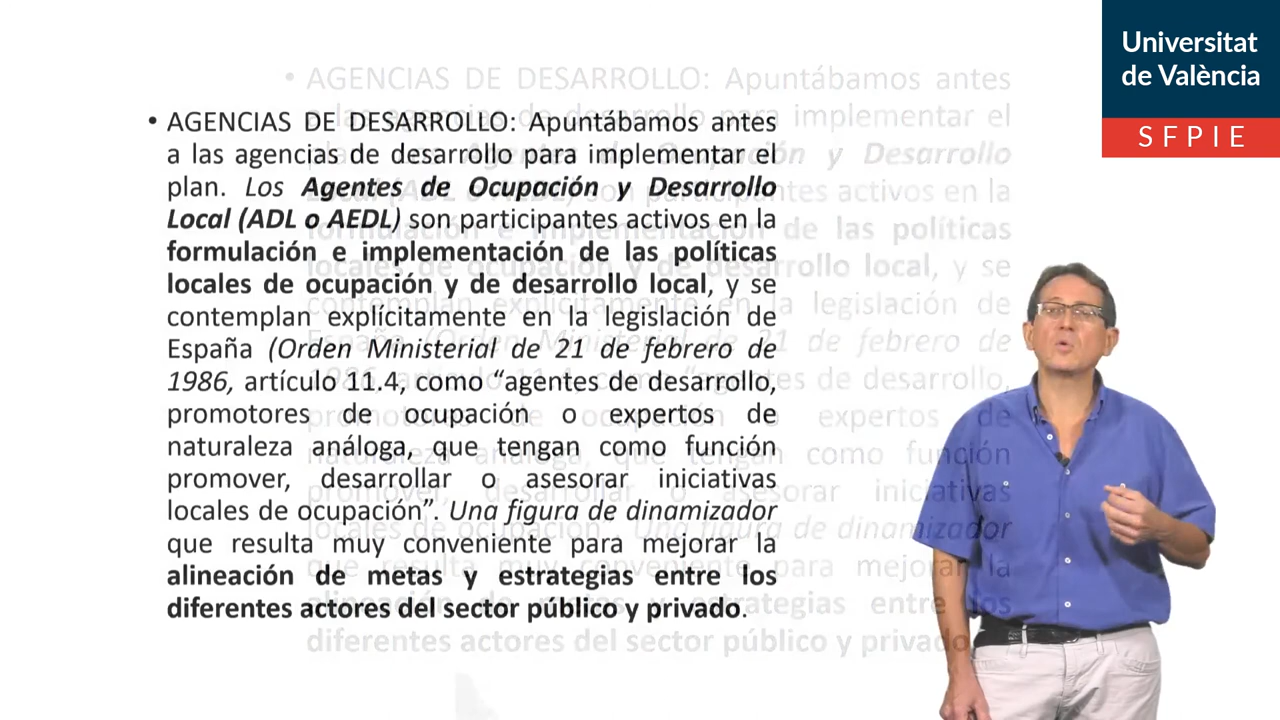 Universitat
de València
SFPIE
• AGENCIAS DE DESARROLLO: Apuntábamos antes
a las agencias de desarrollo para implementar el
plan. Los Agentes de Ocupación y Desarrollo
Local (ADL o AEDL) son participantes activos en la
formulación e implementación de las políticas
locales de ocupación y de desarrollo local, y se
contemplan explícitamente en la legislación de
España (Orden Ministerial de 21 de febrero de
1986, artículo 11.4, como “agentes de desarrollo,
promotores de ocupación o expertos de
naturaleza análoga, que tengan como función
promover, desarrollar o asesorar iniciativas
locales de ocupación”. Una figura de dinamizador
que resulta muy conveniente para mejorar la
alineación de metas y estrategias entre los
diferentes actores del sector público y privado.